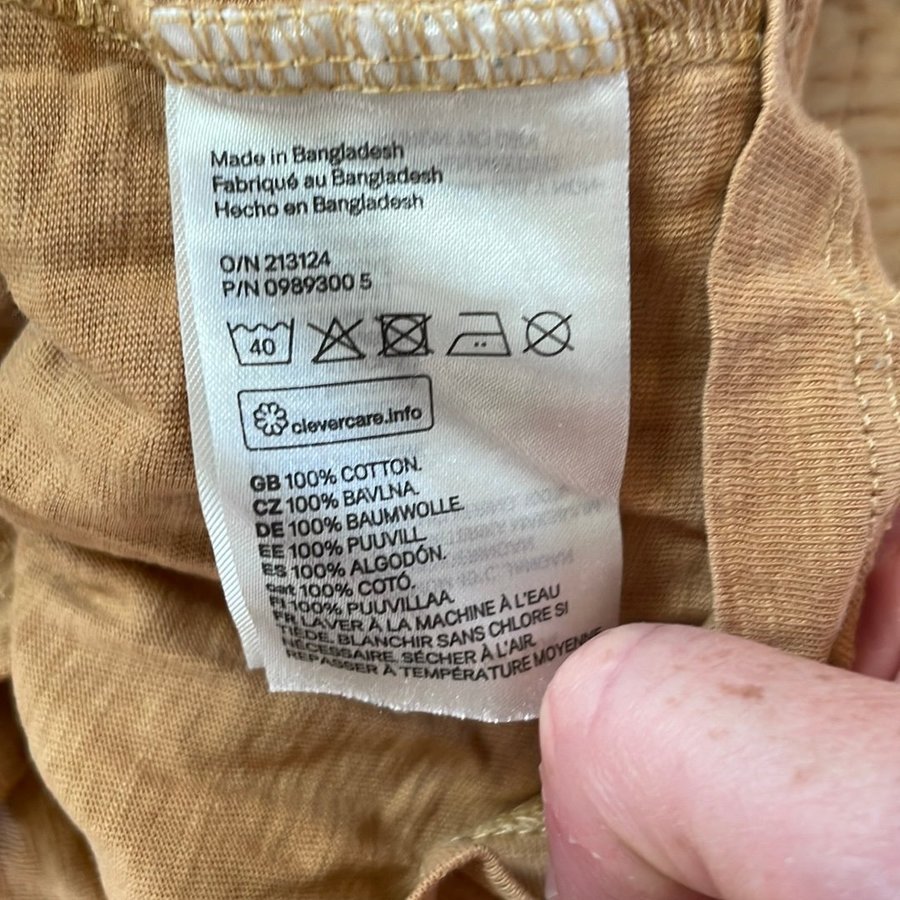 Made in Bangladesh
Fabriqué au Bangladesh
Hecho en Bangladesh
O/N 213124
P/N 0989300 5
40
clevercare.info
GB 100% COTTON.
CZ 100% BAVLNA.
DE 100% BAUMWOLLE.
EE 100% PUUVILL.
ES 100% ALGODÓN.
cat 100% COTÓ.
FI 100% PUUVILLAA.
FR LAVER À LA MACHINE À L'EAU
TIÈDE. BLANCHIR SANS CHLORE SI
NÉCESSAIRE. SÉCHER À L'AIR.
REPASSER À TEMPÉRATURE MOYENNE